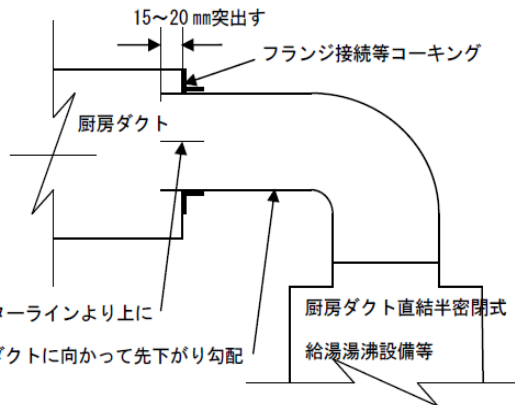 15～20㎜突出す
フランジ接続等コーキング
厨房ダクト
ターラインより上に
ダクトに向かって先下がり勾配
厨房ダクト直結半密閉式
給湯湯沸設備等